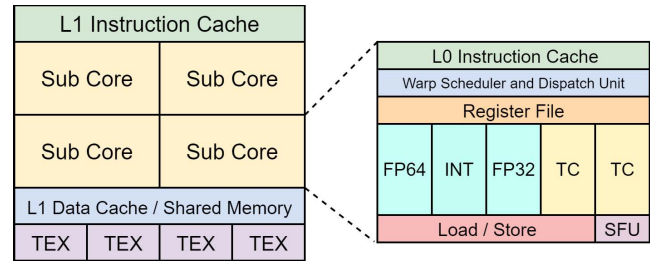 L1 Instruction Cache
Sub Core Sub Core
Sub Core Sub Core
L1 Data Cache / Shared Memory
TEX TEX TEX TEX
L0 Instruction Cache
Warp Scheduler and Dispatch Unit
Register File
FP64 INT FP32 TC TC
Load / Store SFU